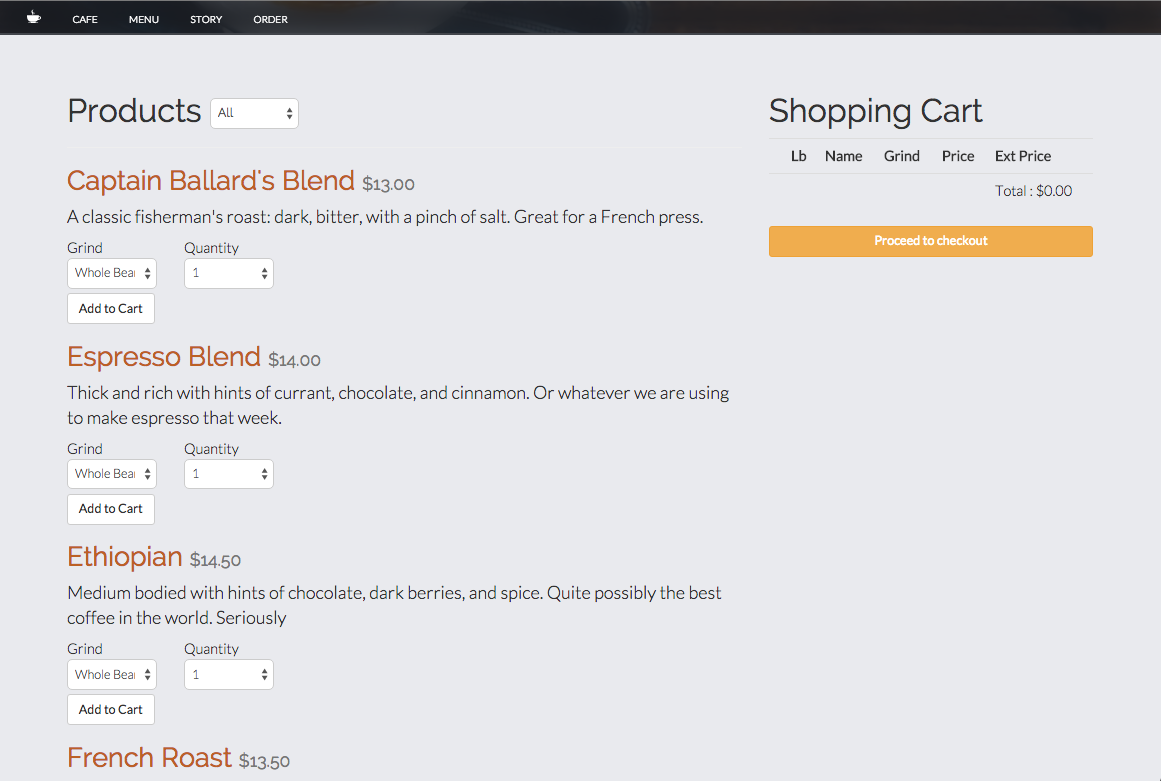 CAFE MENU STORY ORDER
Products All
Captain Ballard's Blend $13.00
A classic fisherman's roast: dark, bitter, with a pinch of salt. Great for a French press.
Grind Quantity
Whole Bea 1
Add to Cart
Espresso Blend $14.00
Thick and rich with hints of currant, chocolate, and cinnamon. Or whatever we are using
to make espresso that week.
Grind Quantity
Whole Bea 1
Add to Cart
Ethiopian $14.50
Medium bodied with hints of chocolate, dark berries, and spice. Quite possibly the best
coffee in the world. Seriously
Grind Quantity
Whole Bea 1
Add to Cart
French Roast $13.50
Shopping Cart
Lb Name Grind Price Ext Price
Total : $0.00
Proceed to checkout